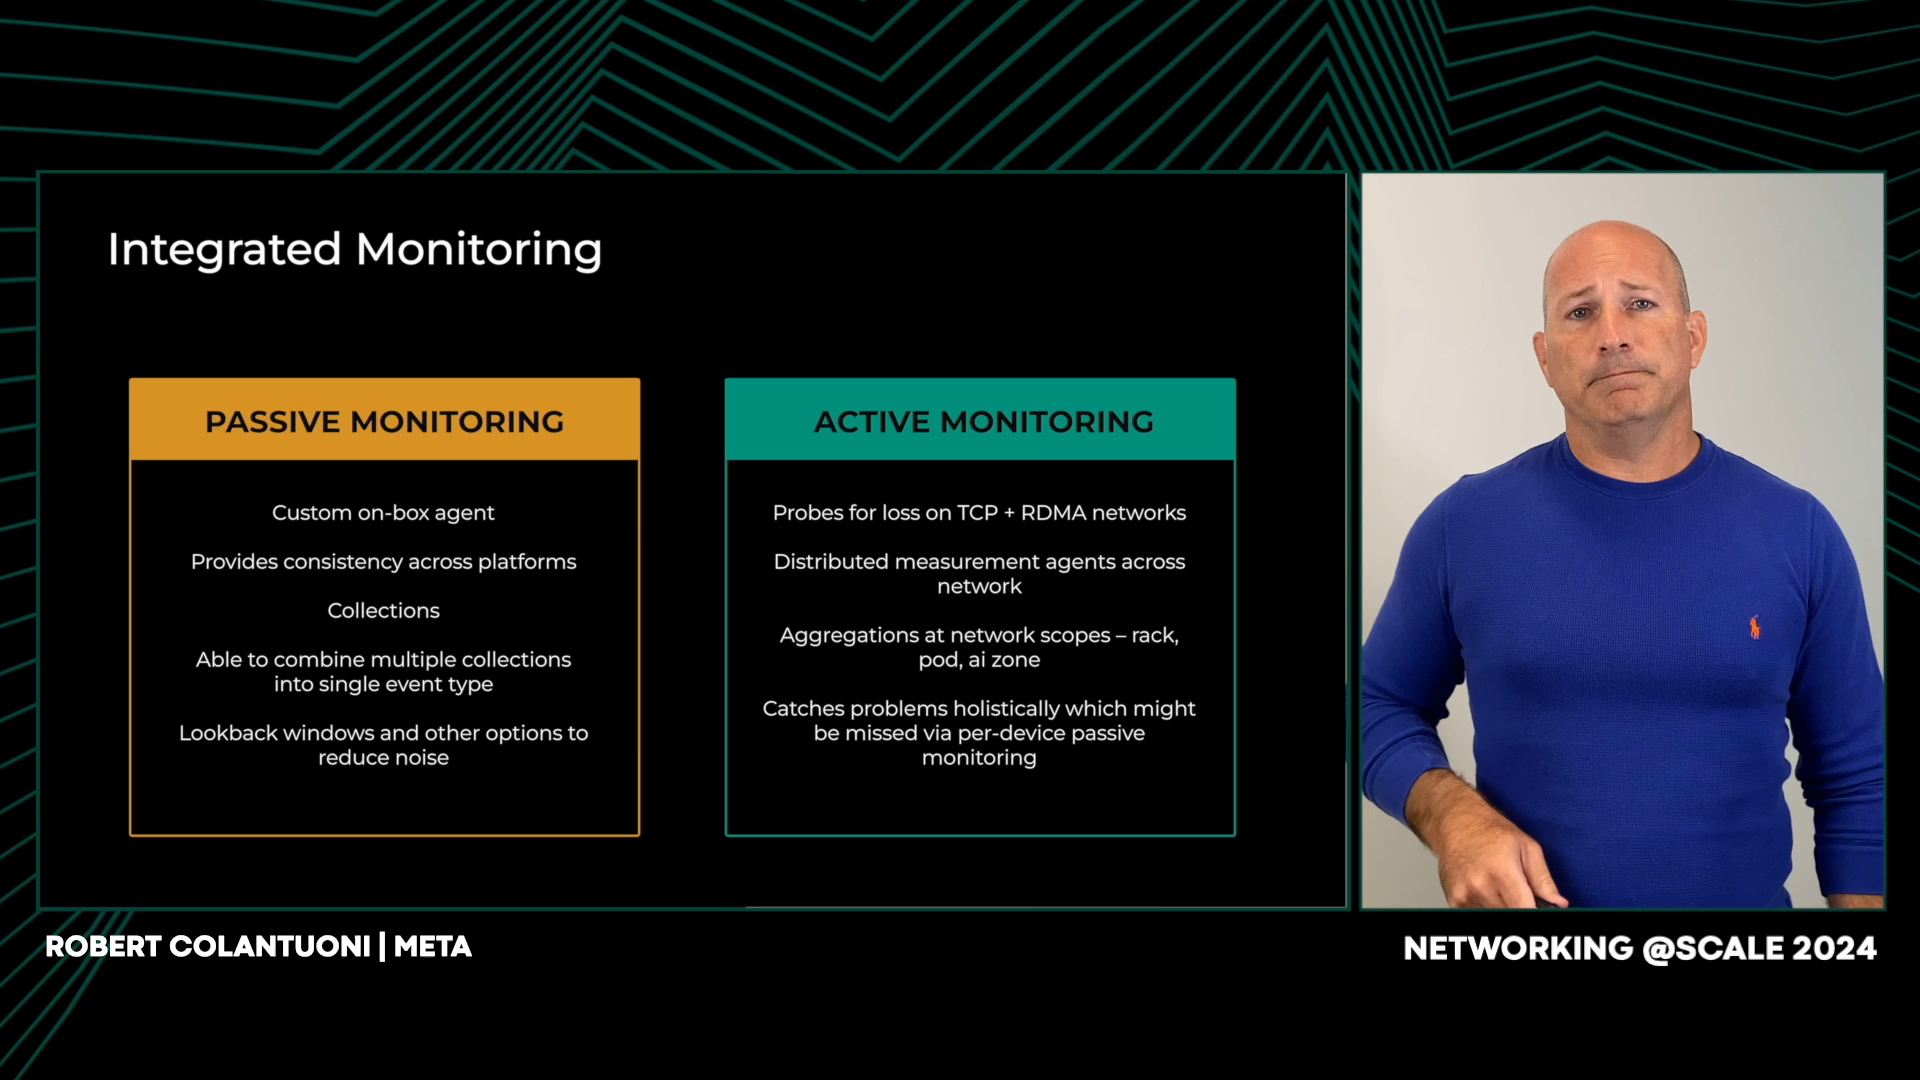 Integrated Monitoring
PASSIVE MONITORING
Custom on-box agent
Provides consistency across platforms
Collections
Able to combine multiple collections
into single event type
Lookback windows and other options to
reduce noise
ACTIVE MONITORING
Probes for loss on TCP + RDMA networks
Distributed measurement agents across
network
Aggregations at network scopes – rack,
pod, ai zone
Catches problems holistically which might
be missed via per-device passive
monitoring
ROBERT COLANTUONI | META
NETWORKING @SCALE 2024